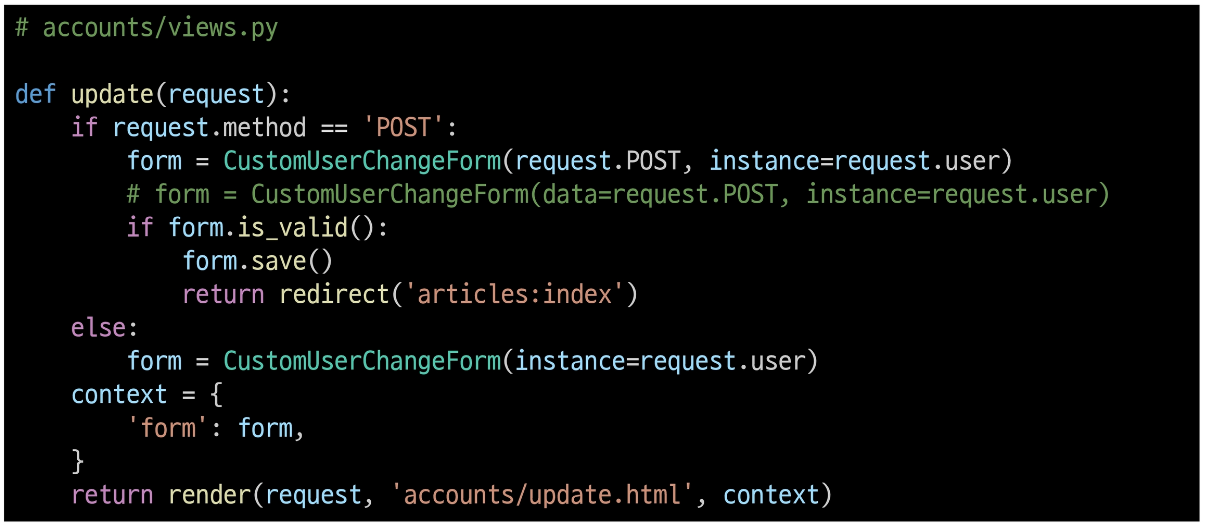 # accounts/views.py

def update(request):
    if request.method == 'POST':
        form = CustomUserChangeForm(request.POST, instance=request.user)
        # form = CustomUserChangeForm(data=request.POST, instance=request.user)
        if form.is_valid():
            form.save()
            return redirect('articles:index')
    else:
        form = CustomUserChangeForm(instance=request.user)
    context = {
        'form': form,
    }
    return render(request, 'accounts/update.html', context)